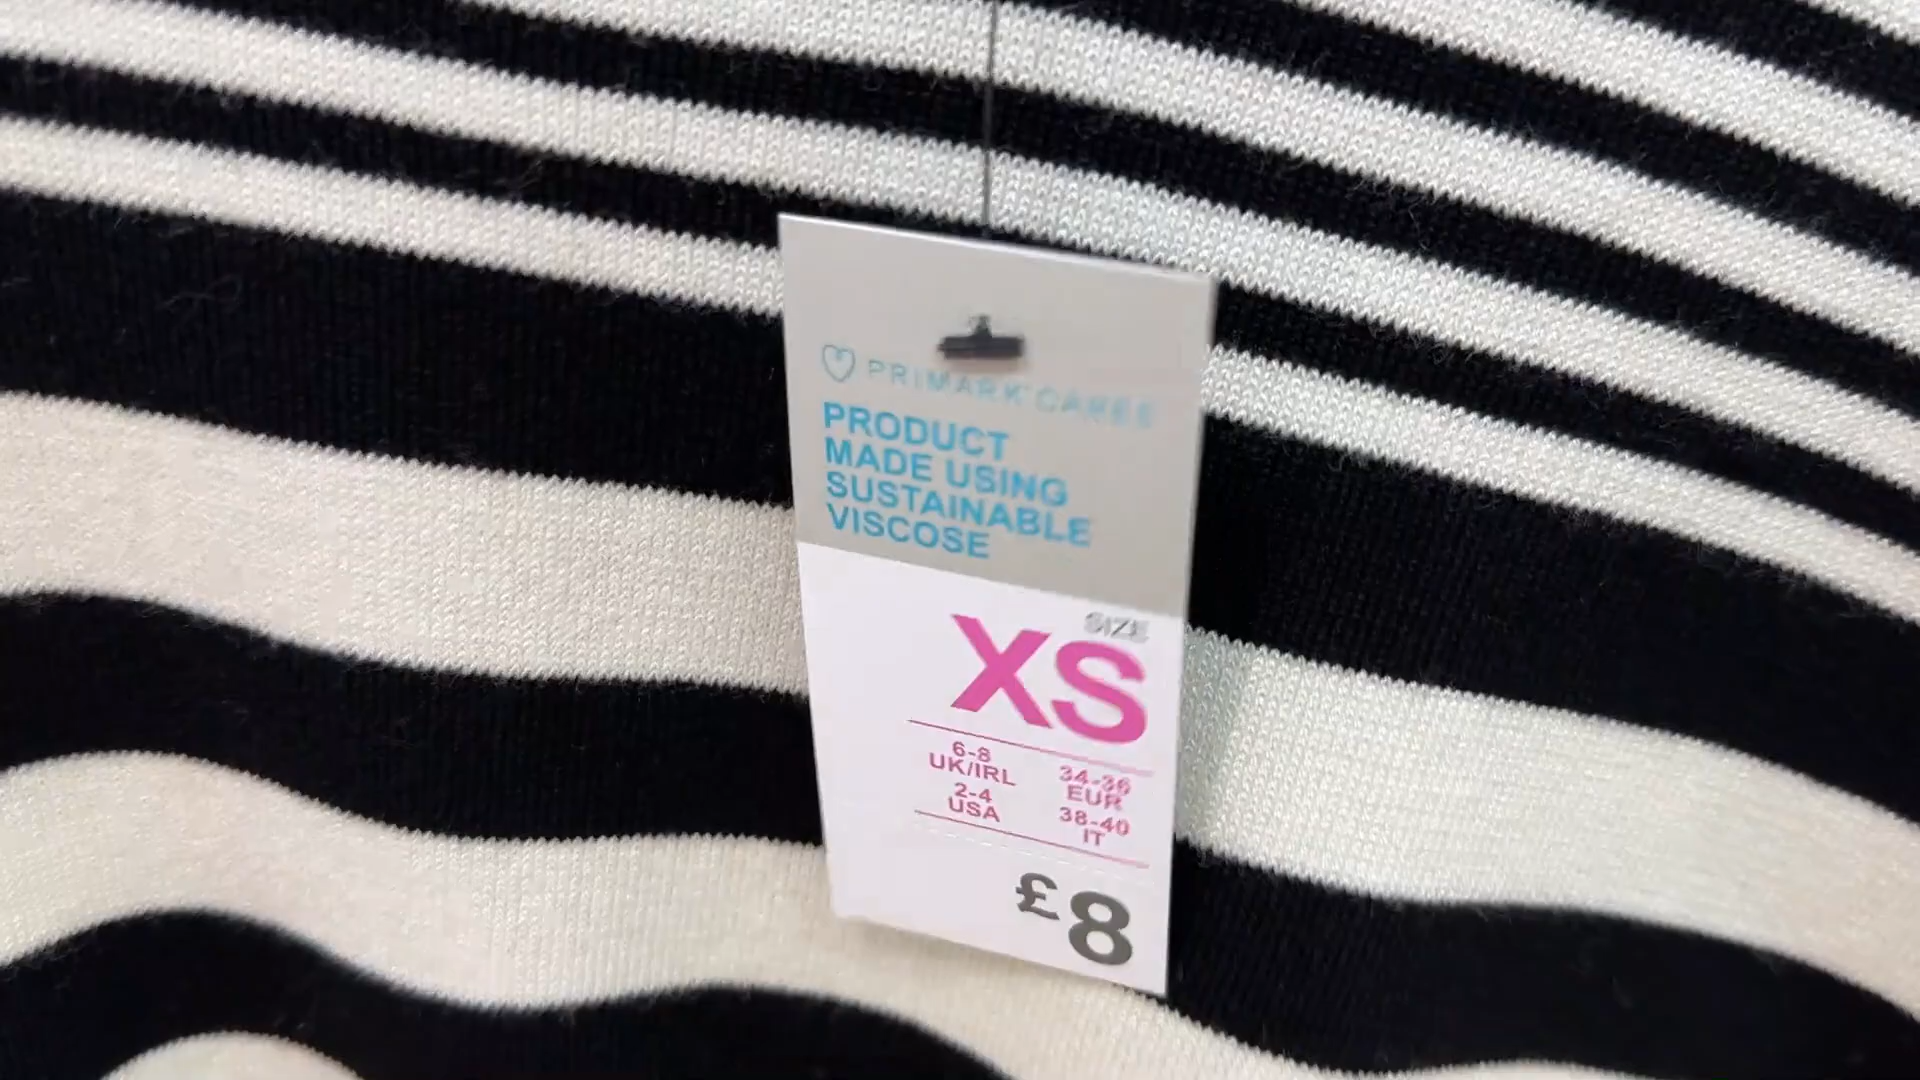 PRIMARK CARES
PRODUCT
MADE USING
SUSTAINABLE
VISCOSE
SIZE
XS
6-8
UK/IRL
2-4
USA
34-36
EUR
38-40
IT
£8